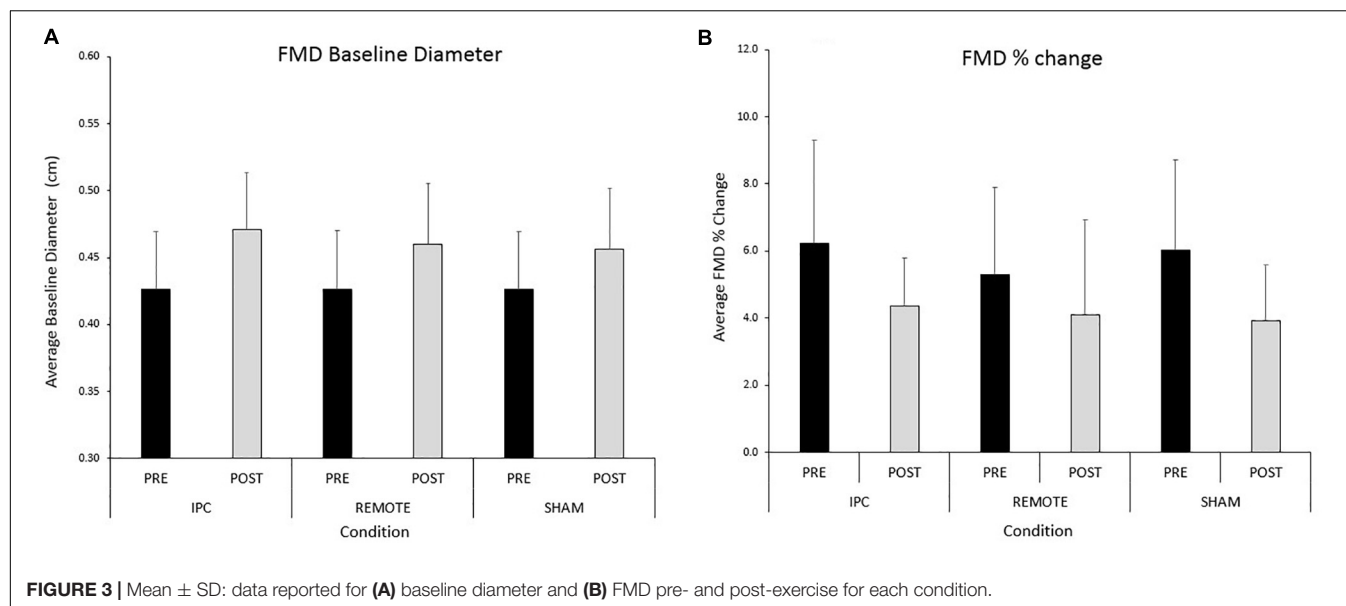 A
FMD Baseline Diameter
0.60
0.55
0.50
0.45
0.40
0.35
0.30
Average Baseline Diameter (cm)
PRE POST PRE POST PRE POST
IPC REMOTE SHAM
Condition
B
FMD % change
12.0
10.0
8.0
6.0
4.0
2.0
0.0
Average FMD % Change
PRE POST PRE POST PRE POST
IPC REMOTE SHAM
Condition
FIGURE 3 | Mean ± SD: data reported for (A) baseline diameter and (B) FMD pre- and post-exercise for each condition.